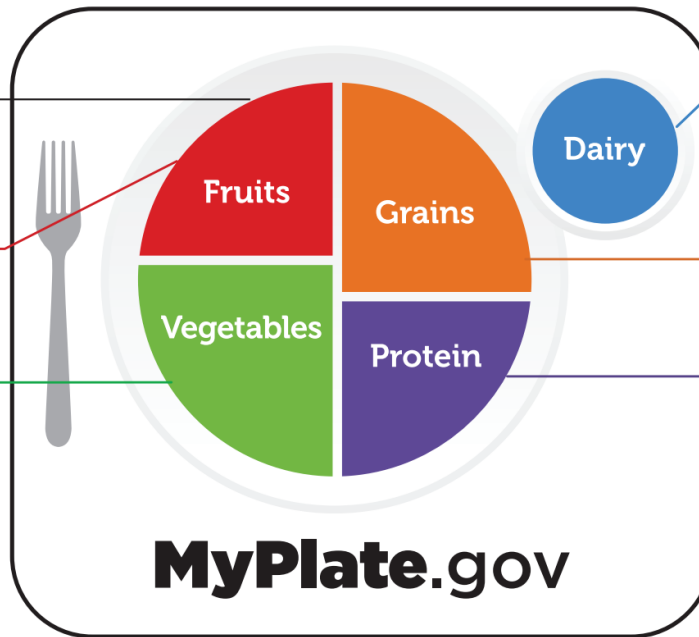 Dairy
Fruits
Grains
Vegetables
Protein
MyPlate.gov